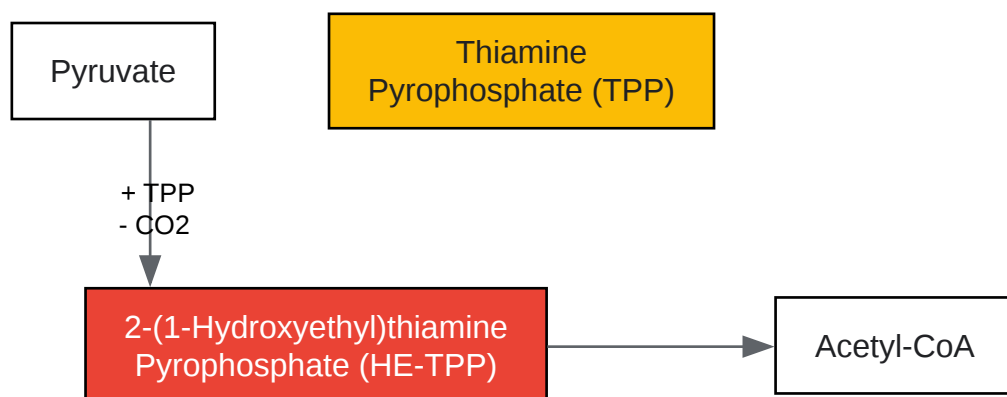 Pyruvate
Thiamine
Pyrophosphate (TPP)
+ TPP
- CO2
2-(1-Hydroxyethyl)thiamine
Pyrophosphate (HE-TPP)
Acetyl-CoA